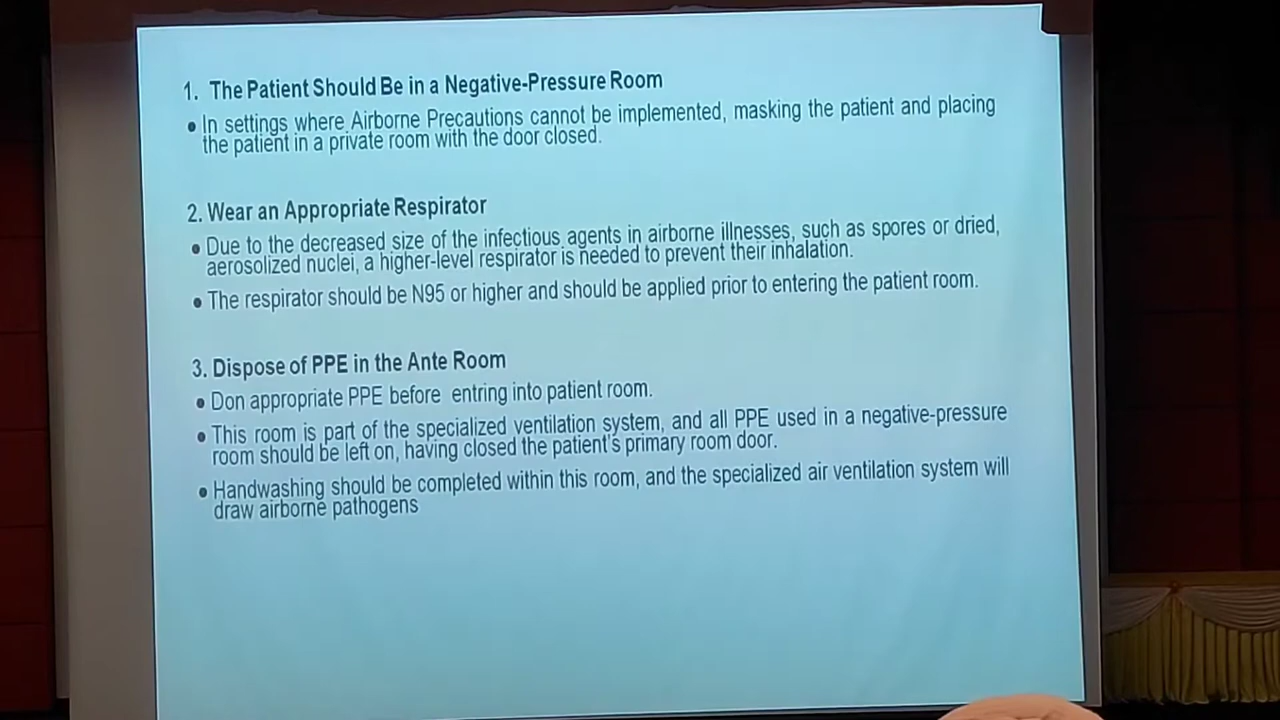 1. The Patient Should Be in a Negative-Pressure Room
• In settings where Airborne Precautions cannot be implemented, masking the patient and placing
the patient in a private room with the door closed.
2. Wear an Appropriate Respirator
• Due to the decreased size of the infectious agents in airborne illnesses, such as spores or dried,
aerosolized nuclei, a higher-level respirator is needed to prevent their inhalation.
• The respirator should be N95 or higher and should be applied prior to entering the patient room.
3. Dispose of PPE in the Ante Room
• Don appropriate PPE before entring into patient room.
• This room is part of the specialized ventilation system, and all PPE used in a negative-pressure
room should be left on, having closed the patient's primary room door.
• Handwashing should be completed within this room, and the specialized air ventilation system will
draw airborne pathogens